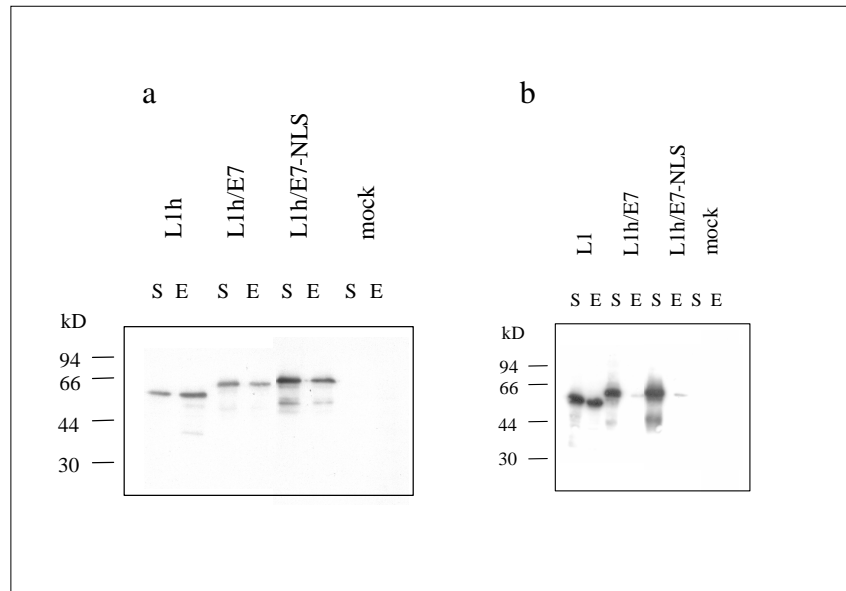 a
L1h
L1h/E7
L1h/E7-NLS
mock
S E S E S E S E
kD
94
66
44
30
b
L1
L1h/E7
L1h/E7-NLS
mock
S E S E S E S E
kD
94
66
44
30